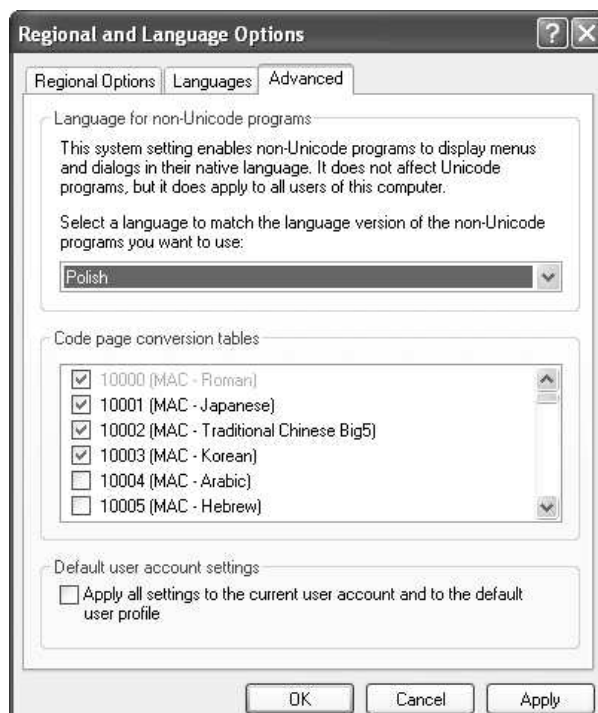 Regional and Language Options
Regional Options Languages Advanced
Language for non-Unicode programs
This system setting enables non-Unicode programs to display menus
and dialogs in their native language. It does not affect Unicode
programs, but it does apply to all users of this computer.
Select a language to match the language version of the non-Unicode
programs you want to use:
Polish
Code page conversion tables
10000 (MAC - Roman)
10001 (MAC - Japanese)
10002 (MAC - Traditional Chinese Big5)
10003 (MAC - Korean)
10004 (MAC - Arabic)
10005 (MAC - Hebrew)
Default user account settings
Apply all settings to the current user account and to the default
user profile
OK Cancel Apply